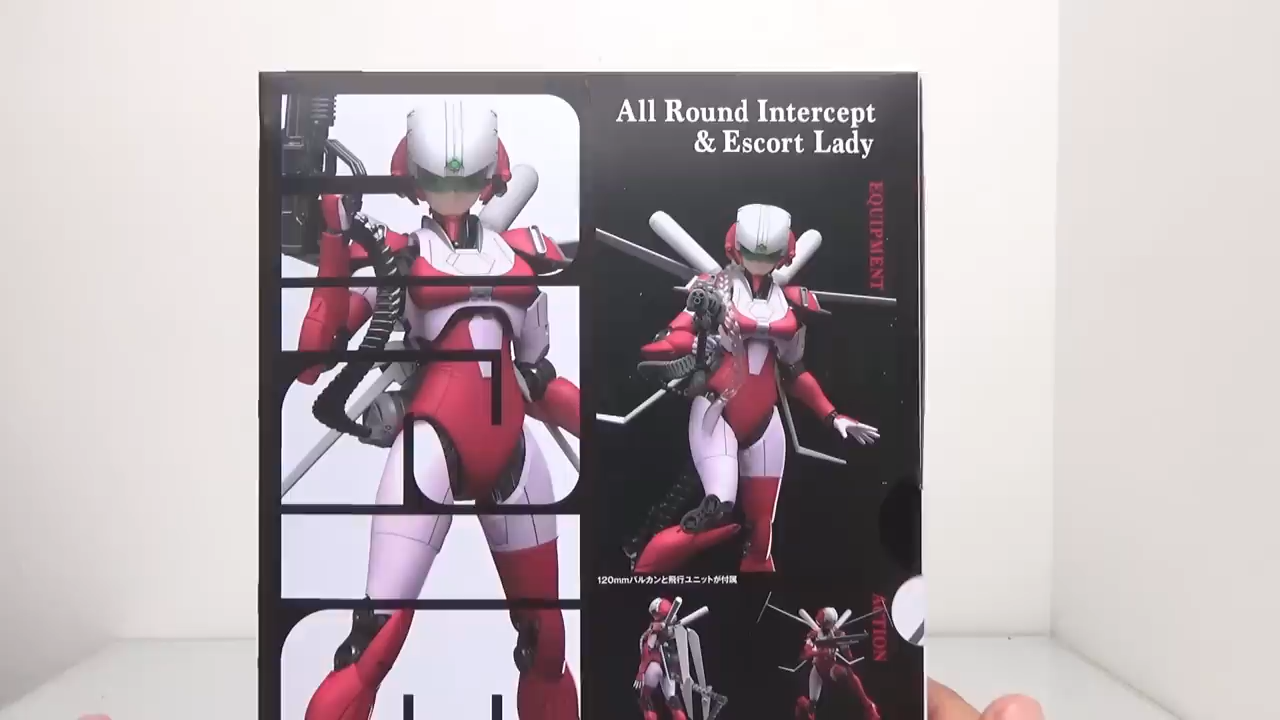 All Round Intercept
& Escort Lady
EQUIPMENT
120mmバルカンと飛行ユニットが付属
ACTION